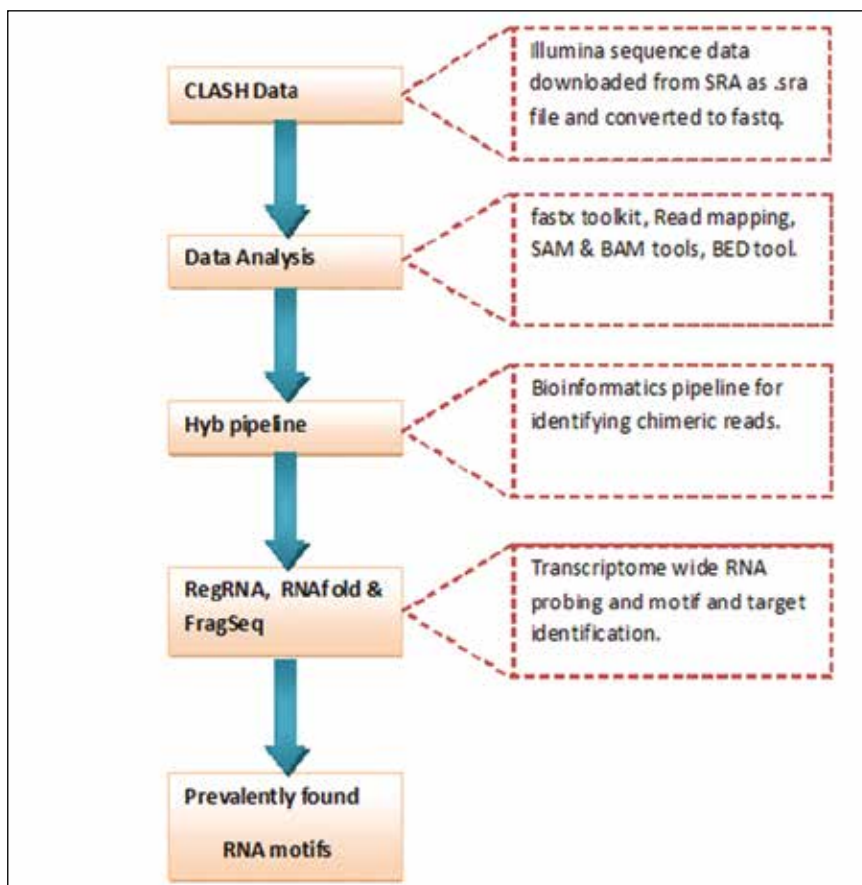 CLASH Data
Illumina sequence data
downloaded from SRA as .sra
file and converted to fastq.
Data Analysis
fastx toolkit, Read mapping,
SAM & BAM tools, BED tool.
Hyb pipeline
Bioinformatics pipeline for
identifying chimeric reads.
RegRNA, RNAfold &
FragSeq
Transcriptome wide RNA
probing and motif and target
identification.
Prevalently found
RNA motifs